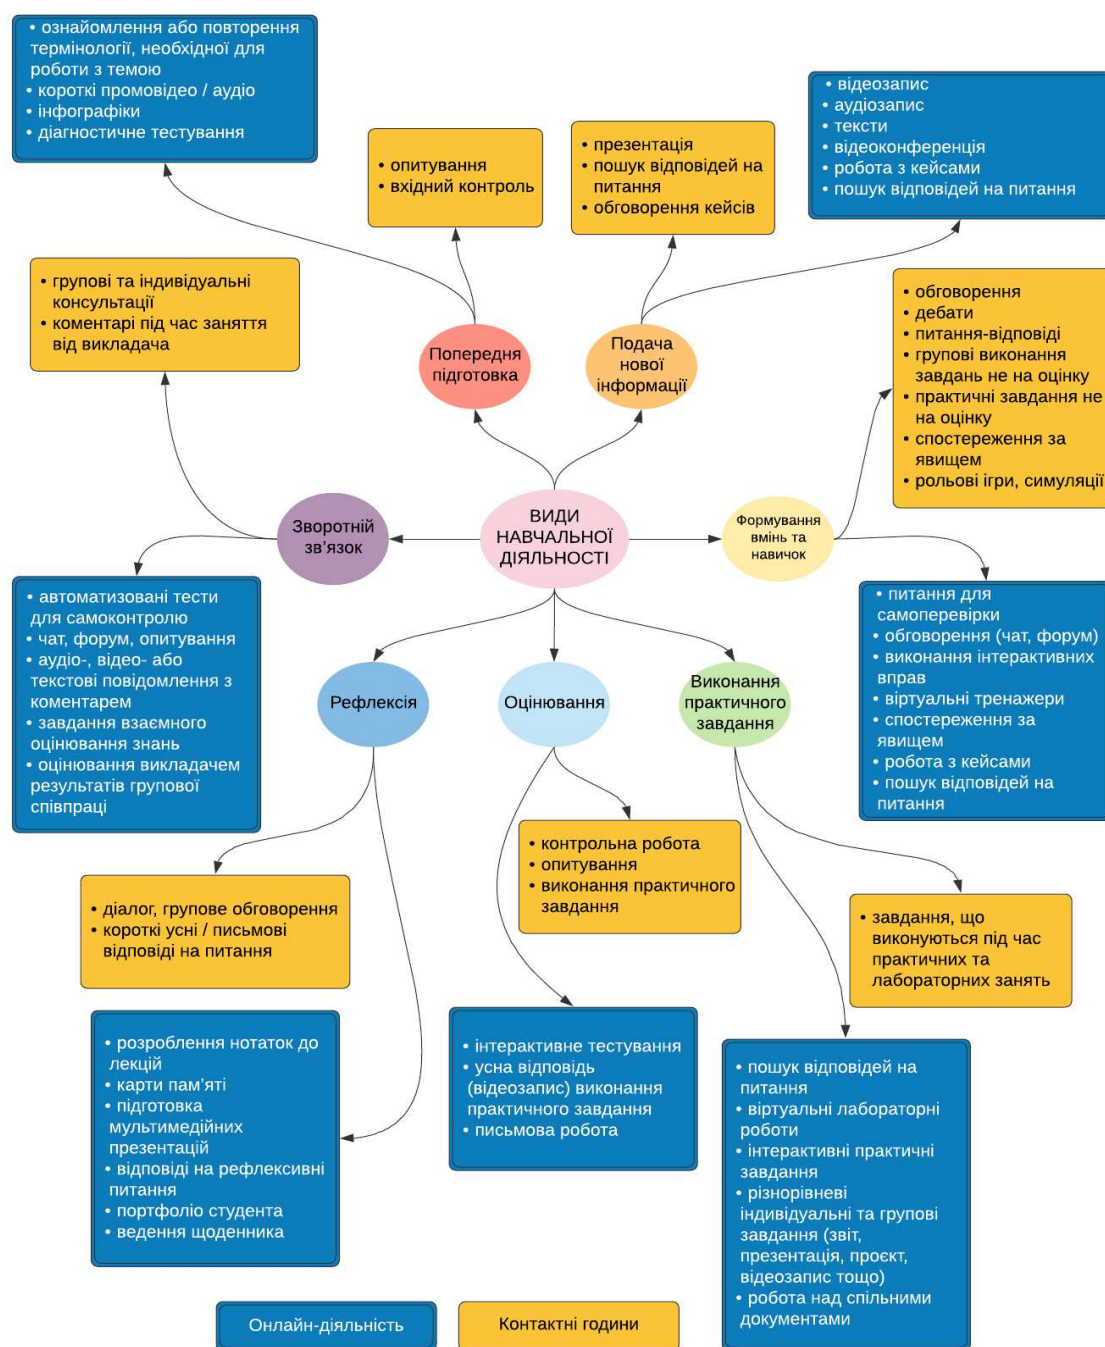 • ознайомлення або повторення
термінології, необхідної для
роботи з темою
• короткі промовідео / аудіо
• інфографіки
• діагностичне тестування
• опитування
• вхідний контроль
• презентація
• пошук відповідей на
питання
• обговорення кейсів
• відеозапис
• аудіозапис
• тексти
• відеоконференція
• робота з кейсами
• пошук відповідей на питання
• групові та індивідуальні
консультації
• коментарі під час заняття
від викладача
Попередня
підготовка
Подача
нової
інформації
• обговорення
• дебати
• питання-відповіді
• групові виконання
завдань не на оцінку
• практичні завдання не
на оцінку
• спостереження за
явищем
• рольові ігри, симуляції
Зворотній
зв’язок
ВИДИ
НАВЧАЛЬНОЇ
ДІЯЛЬНОСТІ
Формування
вмінь та
навичок
• автоматизовані тести
для самоконтролю
• чат, форум, опитування
• аудіо-, відео- або
текстові повідомлення з
коментарем
• завдання взаємного
оцінювання знань
• оцінювання викладачем
результатів групової
співпраці
Рефлексія
Оцінювання
Виконання
практичного
завдання
• питання для
самоперевірки
• обговорення (чат, форум)
• виконання інтерактивних
вправ
• віртуальні тренажери
• спостереження за
явищем
• робота з кейсами
• пошук відповідей на
питання
• діалог, групове обговорення
• короткі усні / письмові
відповіді на питання
• контрольна робота
• опитування
• виконання практичного
завдання
• завдання, що
виконуються під час
практичних та
лабораторних занять
• розроблення нотаток до
лекцій
• карти пам’яті
• підготовка
мультимедійних
презентацій
• відповіді на рефлексивні
питання
• портфоліо студента
• ведення щоденника
• інтерактивне тестування
• усна відповідь
(відеозапис) виконання
практичного завдання
• письмова робота
• пошук відповідей на
питання
• віртуальні лабораторні
роботи
• інтерактивні практичні
завдання
• різнорівневі
індивідуальні та групові
завдання (звіт,
презентація, проєкт,
відеозапис тощо)
• робота над спільними
документами
Онлайн-діяльність
Контактні години